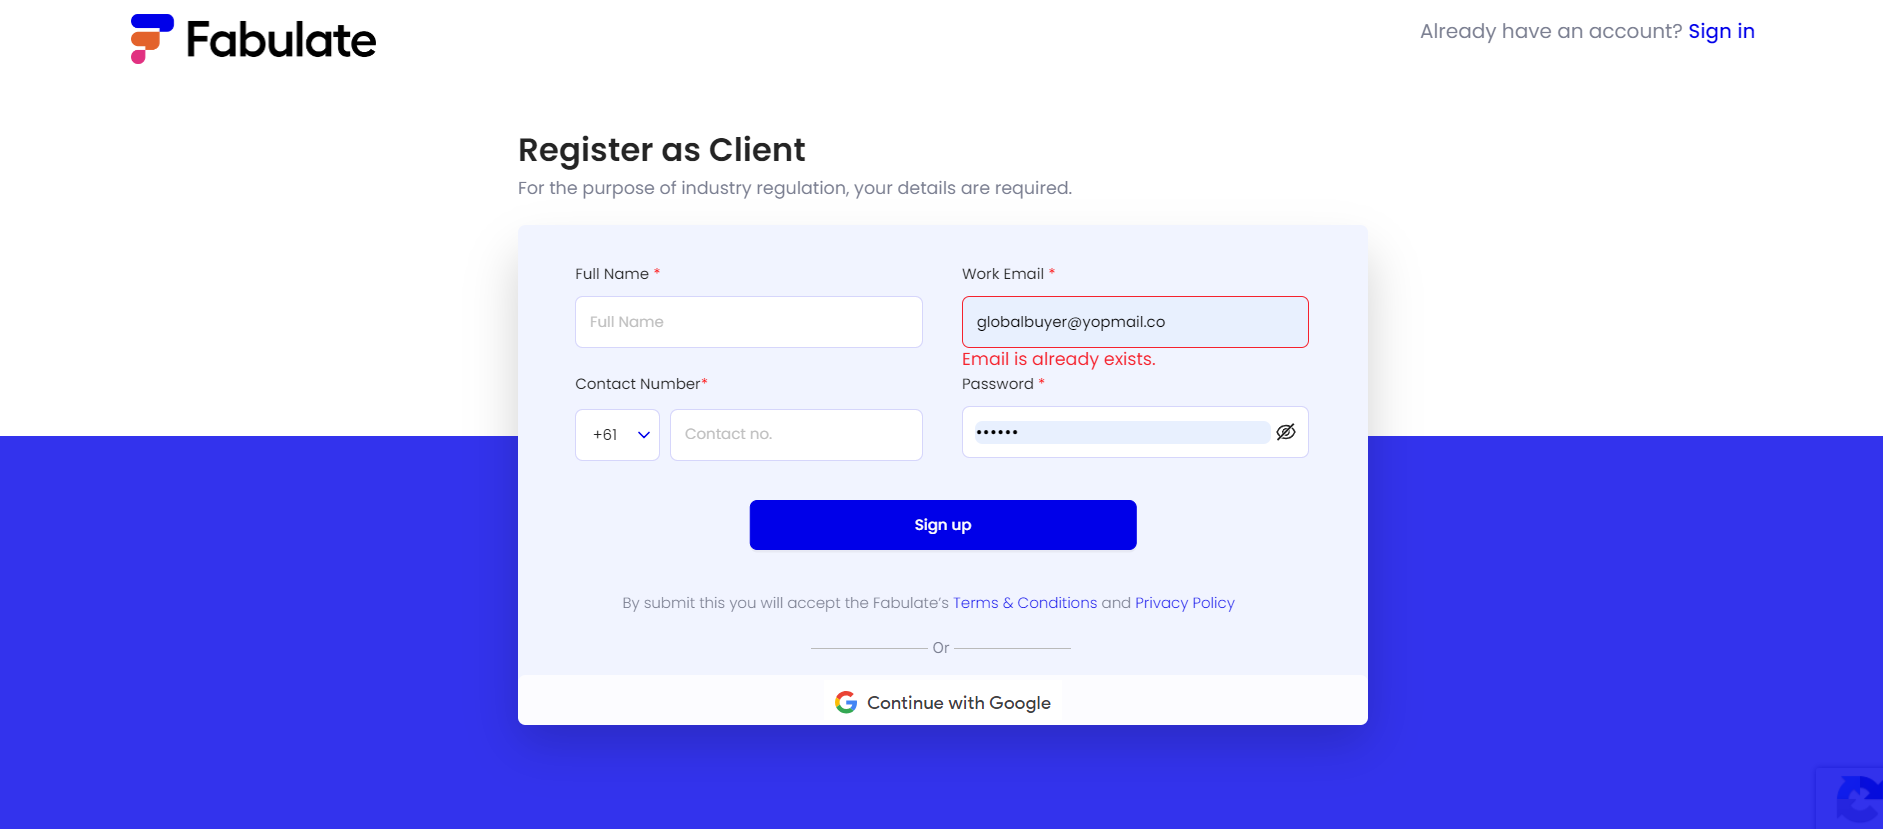 Fabulate
Already have an account? Sign in
Register as Client
For the purpose of industry regulation, your details are required.
Full Name *
Full Name
Work Email *
globalbuyer@yopmail.co
Email is already exists.
Contact Number*
+61
Contact no.
Password *
••••••
Sign up
By submit this you will accept the Fabulate’s Terms & Conditions and Privacy Policy
Or
Continue with Google